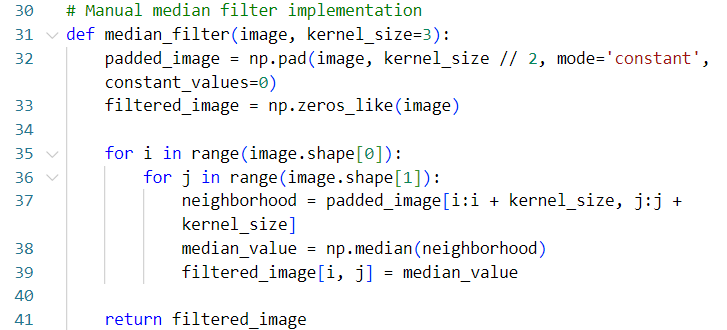 30 # Manual median filter implementation
31 def median_filter(image, kernel_size=3):
32     padded_image = np.pad(image, kernel_size // 2, mode='constant',
    constant_values=0)
33     filtered_image = np.zeros_like(image)
34
35     for i in range(image.shape[0]):
36         for j in range(image.shape[1]):
37             neighborhood = padded_image[i:i + kernel_size, j:j +
            kernel_size]
38             median_value = np.median(neighborhood)
39             filtered_image[i, j] = median_value
40
41     return filtered_image